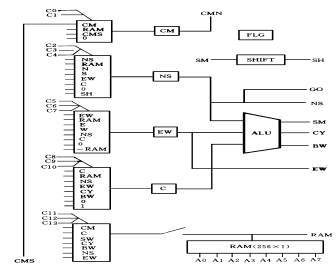 C0
C1
CM
RAM
CMS
0
CM
CMN
FLG
C2
C3
C4
NS
RAM
N
S
E
EW
C
0
SH
NS
SM
SHIFT
SH
GO
NS
C5
C6
C7
EW
RAM
E
W
NS
C
0
~RAM
EW
ALU
SM
CY
BW
EW
C8
C9
C10
C
RAM
NS
EW
CY
BW
0
1
C
C11
C12
C13
CM
C
SW
CY
BW
NS
EW
RAM
RAM(256×1)
A0 A1 A2 A3 A4 A5 A6 A7
CMS